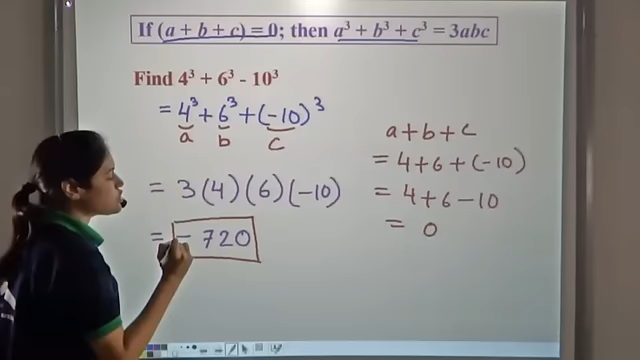 If (a + b + c) = 0; then a³ + b³ + c³ = 3abc
Find 4³ + 6³ - 10³
= 4³ + 6³ + (-10)³
a b c
= 3 (4) (6) (-10)
= - 720
a + b + c
= 4 + 6 + (-10)
= 4 + 6 - 10
= 0